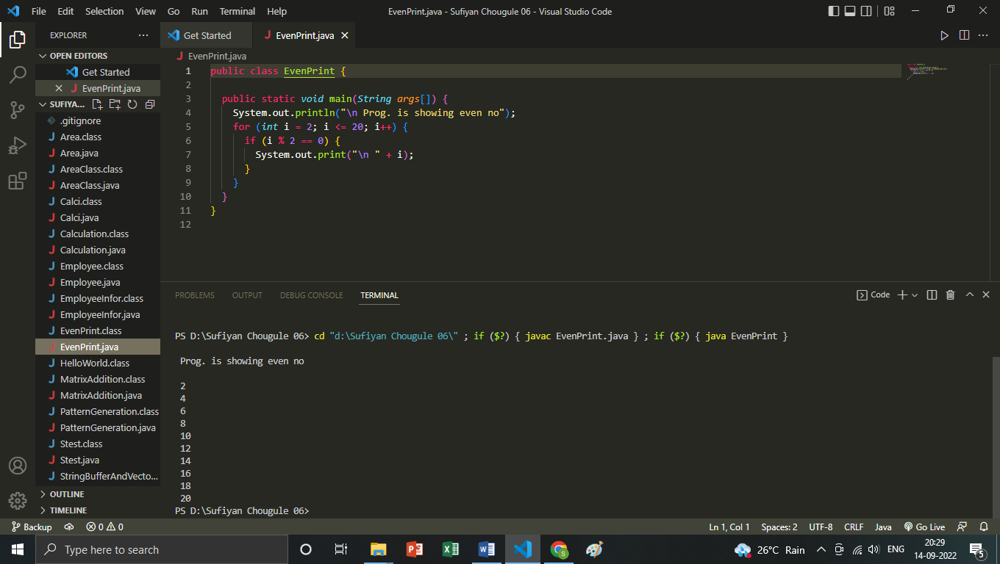 File Edit Selection View Go Run Terminal Help EvenPrint.java - Sufiyan Chougule 06 - Visual Studio Code
EXPLORER ···
Get Started
EvenPrint.java
OPEN EDITORS
Get Started
EvenPrint.java
SUFIYA...
.gitignore
J Area.class
J Area.java
J AreaClass.class
J AreaClass.java
J Calci.class
J Calci.java
J Calculation.class
J Calculation.java
J Employee.class
J Employee.java
J EmployeeInfor.class
J EmployeeInfor.java
J EvenPrint.class
J EvenPrint.java
J HelloWorld.class
J MatrixAddition.class
J MatrixAddition.java
J PatternGeneration.class
J PatternGeneration.java
J Stest.class
J Stest.java
J StringBufferAndVecto...
OUTLINE
TIMELINE
J EvenPrint.java
1 public class EvenPrint {
2
3 public static void main(String args[]) {
4 System.out.println("\n Prog. is showing even no");
5 for (int i = 2; i <= 20; i++) {
6 if (i % 2 == 0) {
7 System.out.print("\n " + i);
8 }
9 }
10 }
11 }
12
PROBLEMS OUTPUT DEBUG CONSOLE TERMINAL Code
PS D:\Sufiyan Chougule 06> cd "d:\Sufiyan Chougule 06\" ; if ($?) { javac EvenPrint.java } ; if ($?) { java EvenPrint }
Prog. is showing even no
2
4
6
8
10
12
14
16
18
20
PS D:\Sufiyan Chougule 06>
Backup 0 0 Ln 1, Col 1 Spaces: 2 UTF-8 CRLF Java Go Live
Type here to search 26°C Rain ENG 20:29
14-09-2022 5